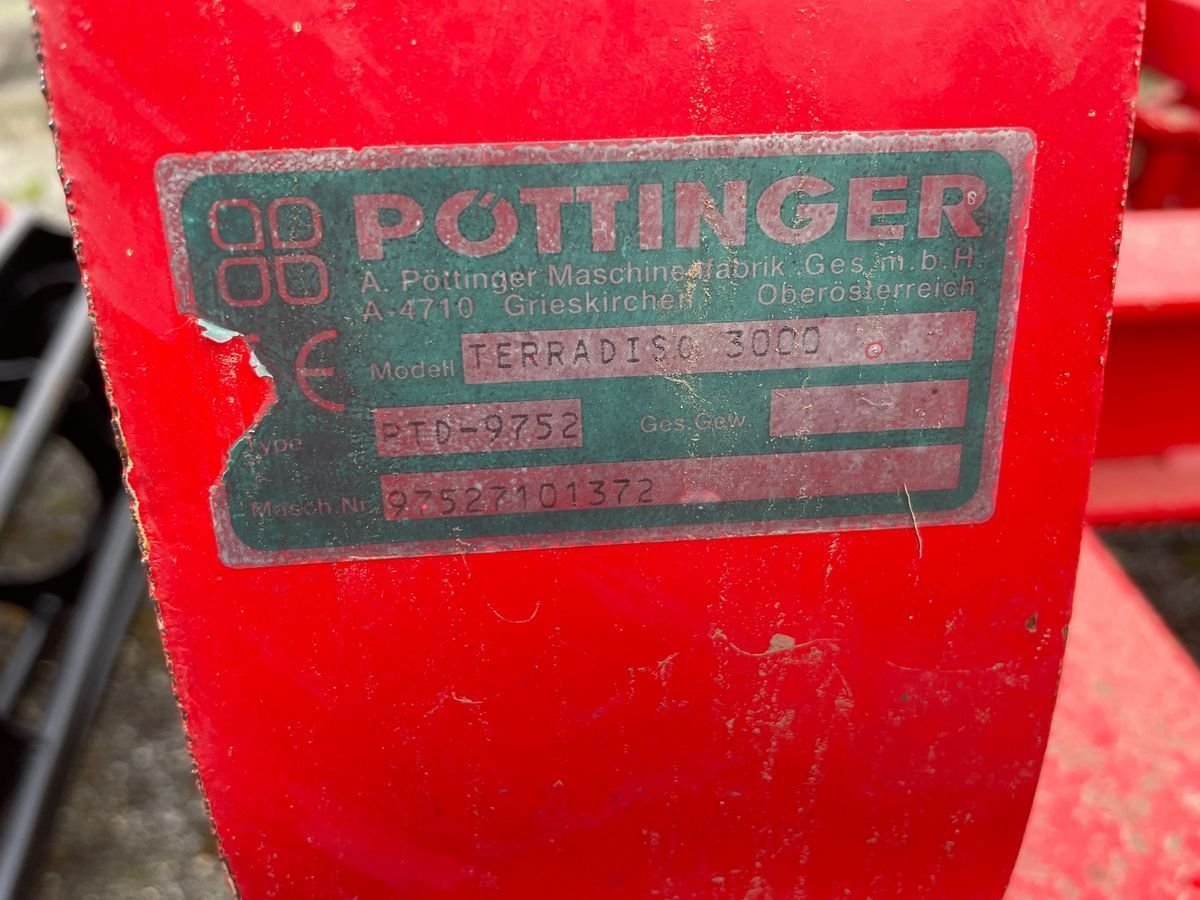 PÖTTINGER
A. Pöttinger Maschinenfabrik Ges.m.b.H
A-4710 Grieskirchen Oberösterreich
CE Modell TERRADISC 3000
Type PTD-9752 Ges.Gew.
Masch.Nr. 97527101372